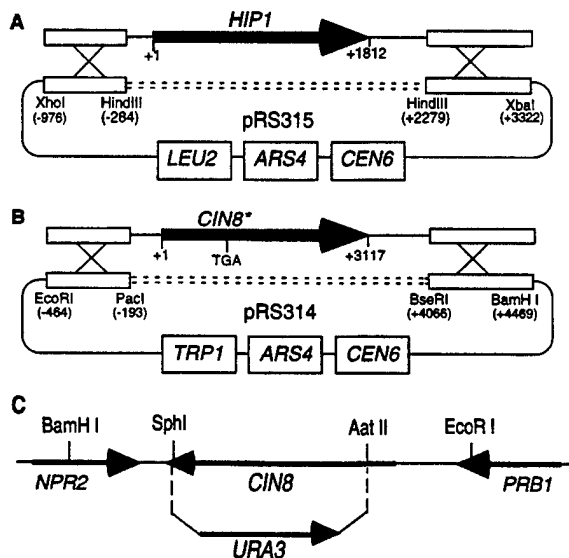 A
HIP1
+1
+1812
XhoI
(-976)
HindIII
(-284)
HindIII
(+2279)
XbaI
(+3322)
pRS315
LEU2
ARS4
CEN6
B
CIN8*
+1
TGA
+3117
EcoRI
(-464)
PacI
(-193)
BseRI
(+4066)
BamH I
(+4469)
pRS314
TRP1
ARS4
CEN6
C
BamH I
SphI
Aat II
EcoR I
NPR2
CIN8
PRB1
URA3